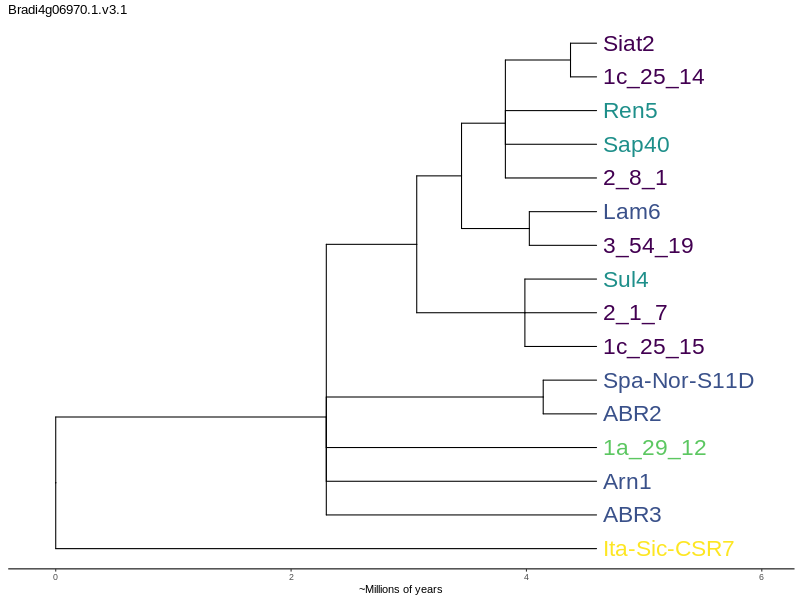 Bradi4g06970.1.v3.1
Siat2
1c_25_14
Ren5
Sap40
2_8_1
Lam6
3_54_19
Sul4
2_1_7
1c_25_15
Spa-Nor-S11D
ABR2
1a_29_12
Arn1
ABR3
Ita-Sic-CSR7
0 2 4 6
~Millions of years